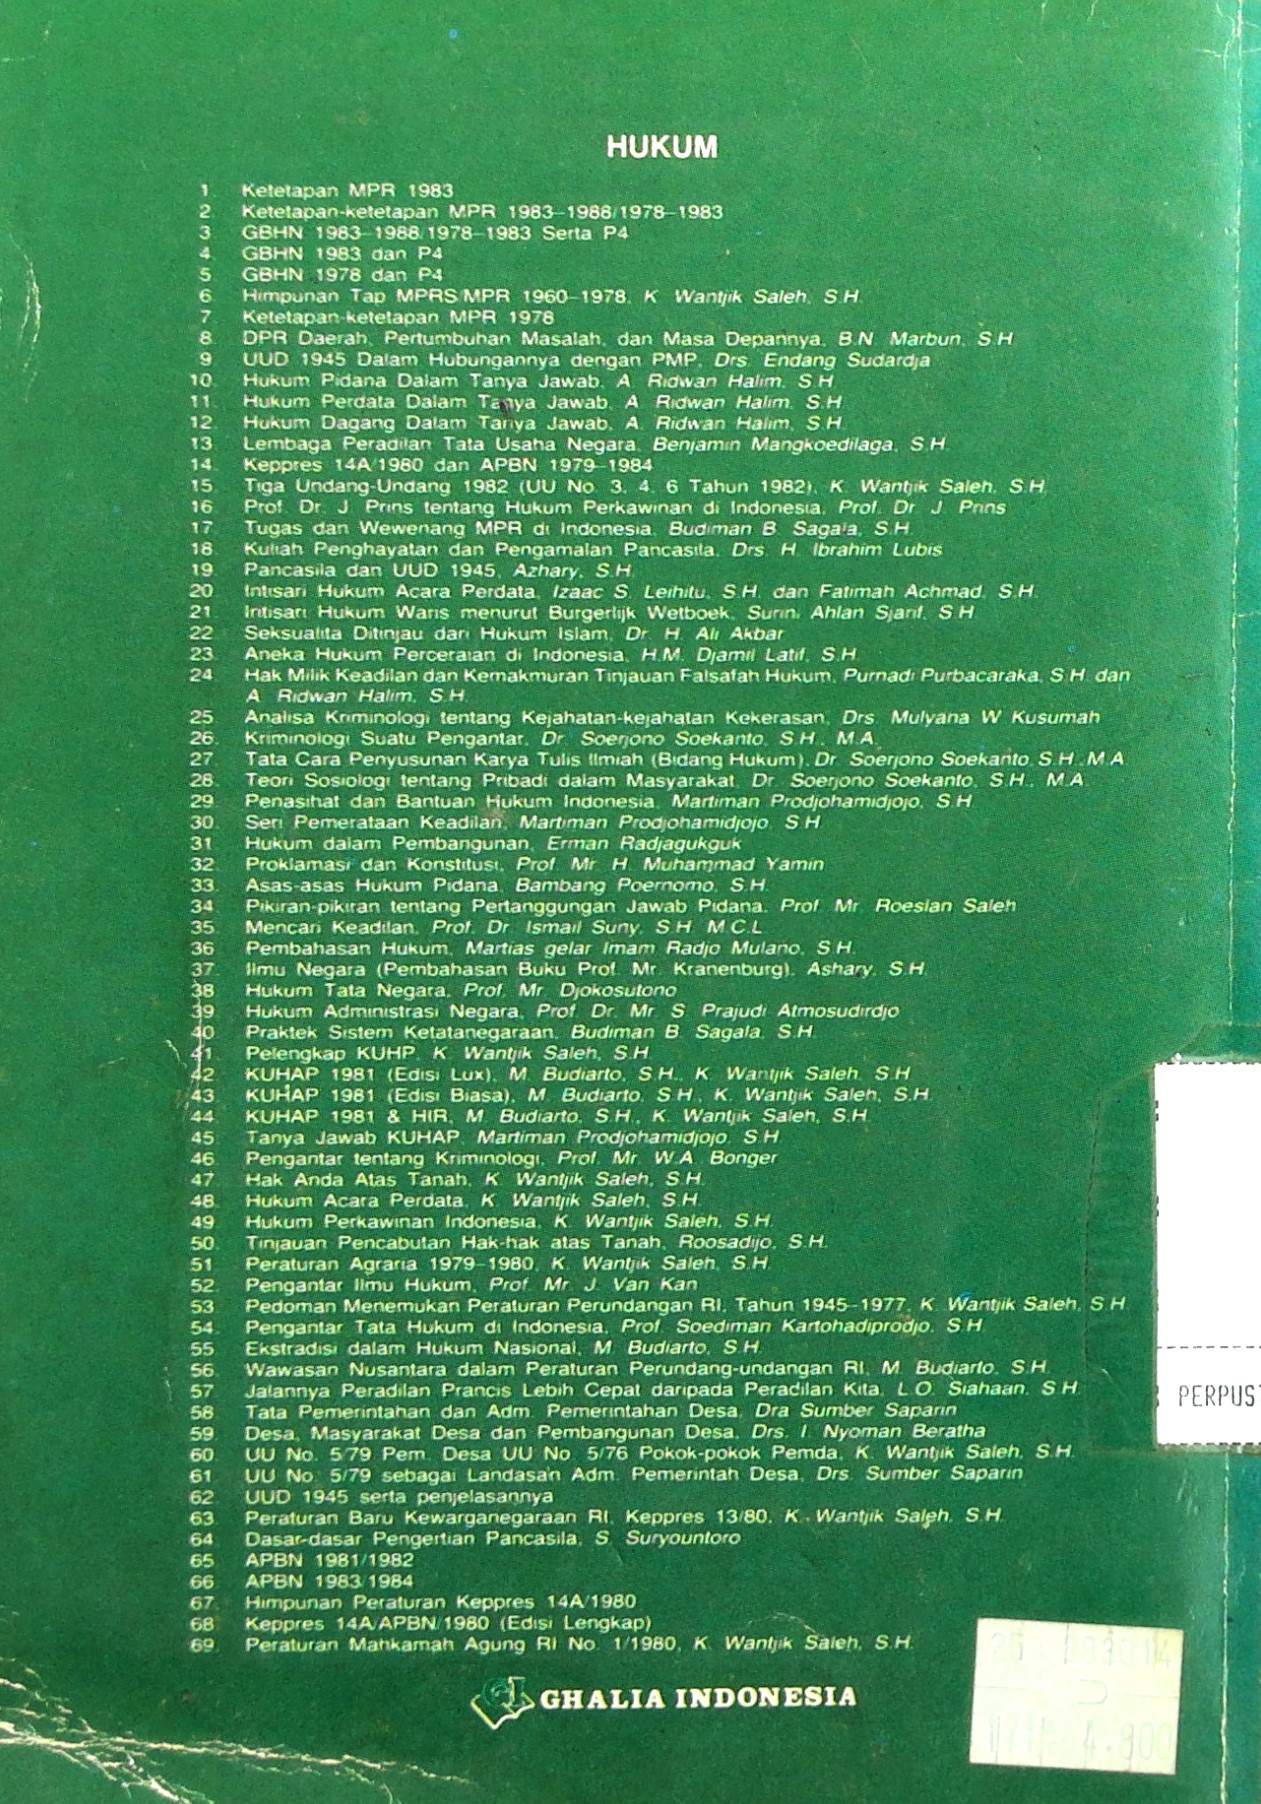 HUKUM
1. Ketetapan MPR 1983
2. Ketetapan-ketetapan MPR 1983–1988/1978–1983
3. GBHN 1983–1988/1978–1983 Serta P4
4. GBHN 1983 dan P4
5. GBHN 1978 dan P4
6. Himpunan Tap MPRS/MPR 1960–1978, K. Wantjik Saleh, S.H.
7. Ketetapan-ketetapan MPR 1978
8. DPR Daerah, Pertumbuhan Masalah, dan Masa Depannya, B.N. Marbun, S.H.
9. UUD 1945 Dalam Hubungannya dengan PMP, Drs. Endang Sudardja
10. Hukum Pidana Dalam Tanya Jawab, A. Ridwan Halim, S.H.
11. Hukum Perdata Dalam Tanya Jawab, A. Ridwan Halim, S.H.
12. Hukum Dagang Dalam Tanya Jawab, A. Ridwan Halim, S.H.
13. Lembaga Peradilan Tata Usaha Negara, Benjamin Mangkoedilaga, S.H.
14. Keppres 14A/1980 dan APBN 1979–1984
15. Tiga Undang-Undang 1982 (UU No. 3, 4, 6 Tahun 1982), K. Wantjik Saleh, S.H.
16. Prof. Dr. J. Prins tentang Hukum Perkawinan di Indonesia, Prof. Dr. J. Prins
17. Tugas dan Wewenang MPR di Indonesia, Budiman B. Sagala, S.H.
18. Kuliah Penghayatan dan Pengamalan Pancasila, Drs. H. Ibrahim Lubis
19. Pancasila dan UUD 1945, Azhary, S.H.
20. Intisari Hukum Acara Perdata, Izaac S. Leihitu, S.H. dan Fatimah Achmad, S.H.
21. Intisari Hukum Waris menurut Burgerlijk Wetboek, Surini Ahlan Sjarif, S.H.
22. Seksualita Ditinjau dari Hukum Islam, Dr. H. Ali Akbar
23. Aneka Hukum Perceraian di Indonesia, H.M. Djamil Latif, S.H.
24. Hak Milik Keadilan dan Kemakmuran Tinjauan Falsafah Hukum, Purnadi Purbacaraka, S.H. dan
A. Ridwan Halim, S.H.
25. Analisa Kriminologi tentang Kejahatan-kejahatan Kekerasan, Drs. Mulyana W. Kusumah
26. Kriminologi Suatu Pengantar, Dr. Soerjono Soekanto, S.H., M.A.
27. Tata Cara Penyusunan Karya Tulis Ilmiah (Bidang Hukum), Dr. Soerjono Soekanto, S.H., M.A.
28. Teori Sosiologi tentang Pribadi dalam Masyarakat, Dr. Soerjono Soekanto, S.H., M.A.
29. Penasihat dan Bantuan Hukum Indonesia, Martiman Prodjohamidjojo, S.H.
30. Seri Pemerataan Keadilan, Martiman Prodjohamidjojo, S.H.
31. Hukum dalam Pembangunan, Erman Radjagukguk
32. Proklamasi dan Konstitusi, Prof. Mr. H. Muhammad Yamin
33. Asas-asas Hukum Pidana, Bambang Poernomo, S.H.
34. Pikiran-pikiran tentang Pertanggungan Jawab Pidana, Prof. Mr. Roeslan Saleh
35. Mencari Keadilan, Prof. Dr. Ismail Suny, S.H. M.C.L.
36. Pembahasan Hukum, Martias gelar Imam Radjo Mulano, S.H.
37. Ilmu Negara (Pembahasan Buku Prof. Mr. Kranenburg), Ashary, S.H.
38. Hukum Tata Negara, Prof. Mr. Djokosutono
39. Hukum Administrasi Negara, Prof. Dr. Mr. S. Prajudi Atmosudirdjo
40. Praktek Sistem Ketatanegaraan, Budiman B. Sagala, S.H.
41. Pelengkap KUHP, K. Wantjik Saleh, S.H.
42. KUHAP 1981 (Edisi Lux), M. Budiarto, S.H., K. Wantjik Saleh, S.H.
43. KUHAP 1981 (Edisi Biasa), M. Budiarto, S.H., K. Wantjik Saleh, S.H.
44. KUHAP 1981 & HIR, M. Budiarto, S.H., K. Wantjik Saleh, S.H.
45. Tanya Jawab KUHAP, Martiman Prodjohamidjojo, S.H.
46. Pengantar tentang Kriminologi, Prof. Mr. W.A. Bonger
47. Hak Anda Atas Tanah, K. Wantjik Saleh, S.H.
48. Hukum Acara Perdata, K. Wantjik Saleh, S.H.
49. Hukum Perkawinan Indonesia, K. Wantjik Saleh, S.H.
50. Tinjauan Pencabutan Hak-hak atas Tanah, Roosadijo, S.H.
51. Peraturan Agraria 1979–1980, K. Wantjik Saleh, S.H.
52. Pengantar Ilmu Hukum, Prof. Mr. J. Van Kan
53. Pedoman Menemukan Peraturan Perundangan RI, Tahun 1945–1977, K. Wantjik Saleh, S.H.
54. Pengantar Tata Hukum di Indonesia, Prof. Soediman Kartohadiprodjo, S.H.
55. Ekstradisi dalam Hukum Nasional, M. Budiarto, S.H.
56. Wawasan Nusantara dalam Peraturan Perundang-undangan RI, M. Budiarto, S.H.
57. Jalannya Peradilan Prancis Lebih Cepat daripada Peradilan Kita, L.O. Siahaan, S.H.
58. Tata Pemerintahan dan Adm. Pemerintahan Desa, Dra Sumber Saparin
59. Desa, Masyarakat Desa dan Pembangunan Desa, Drs. I. Nyoman Beratha
60. UU No. 5/79 Pem. Desa UU No. 5/76 Pokok-pokok Pemda, K. Wantjik Saleh, S.H.
61. UU No. 5/79 sebagai Landasan Adm. Pemerintah Desa, Drs. Sumber Saparin
62. UUD 1945 serta penjelasannya
63. Peraturan Baru Kewarganegaraan RI, Keppres 13/80, K. Wantjik Saleh, S.H.
64. Dasar-dasar Pengertian Pancasila, S. Suryountoro
65. APBN 1981/1982
66. APBN 1983/1984
67. Himpunan Peraturan Keppres 14A/1980
68. Keppres 14A/APBN/1980 (Edisi Lengkap)
69. Peraturan Mahkamah Agung RI No. 1/1980, K. Wantjik Saleh, S.H.
GI GHALIA INDONESIA
PERPUST